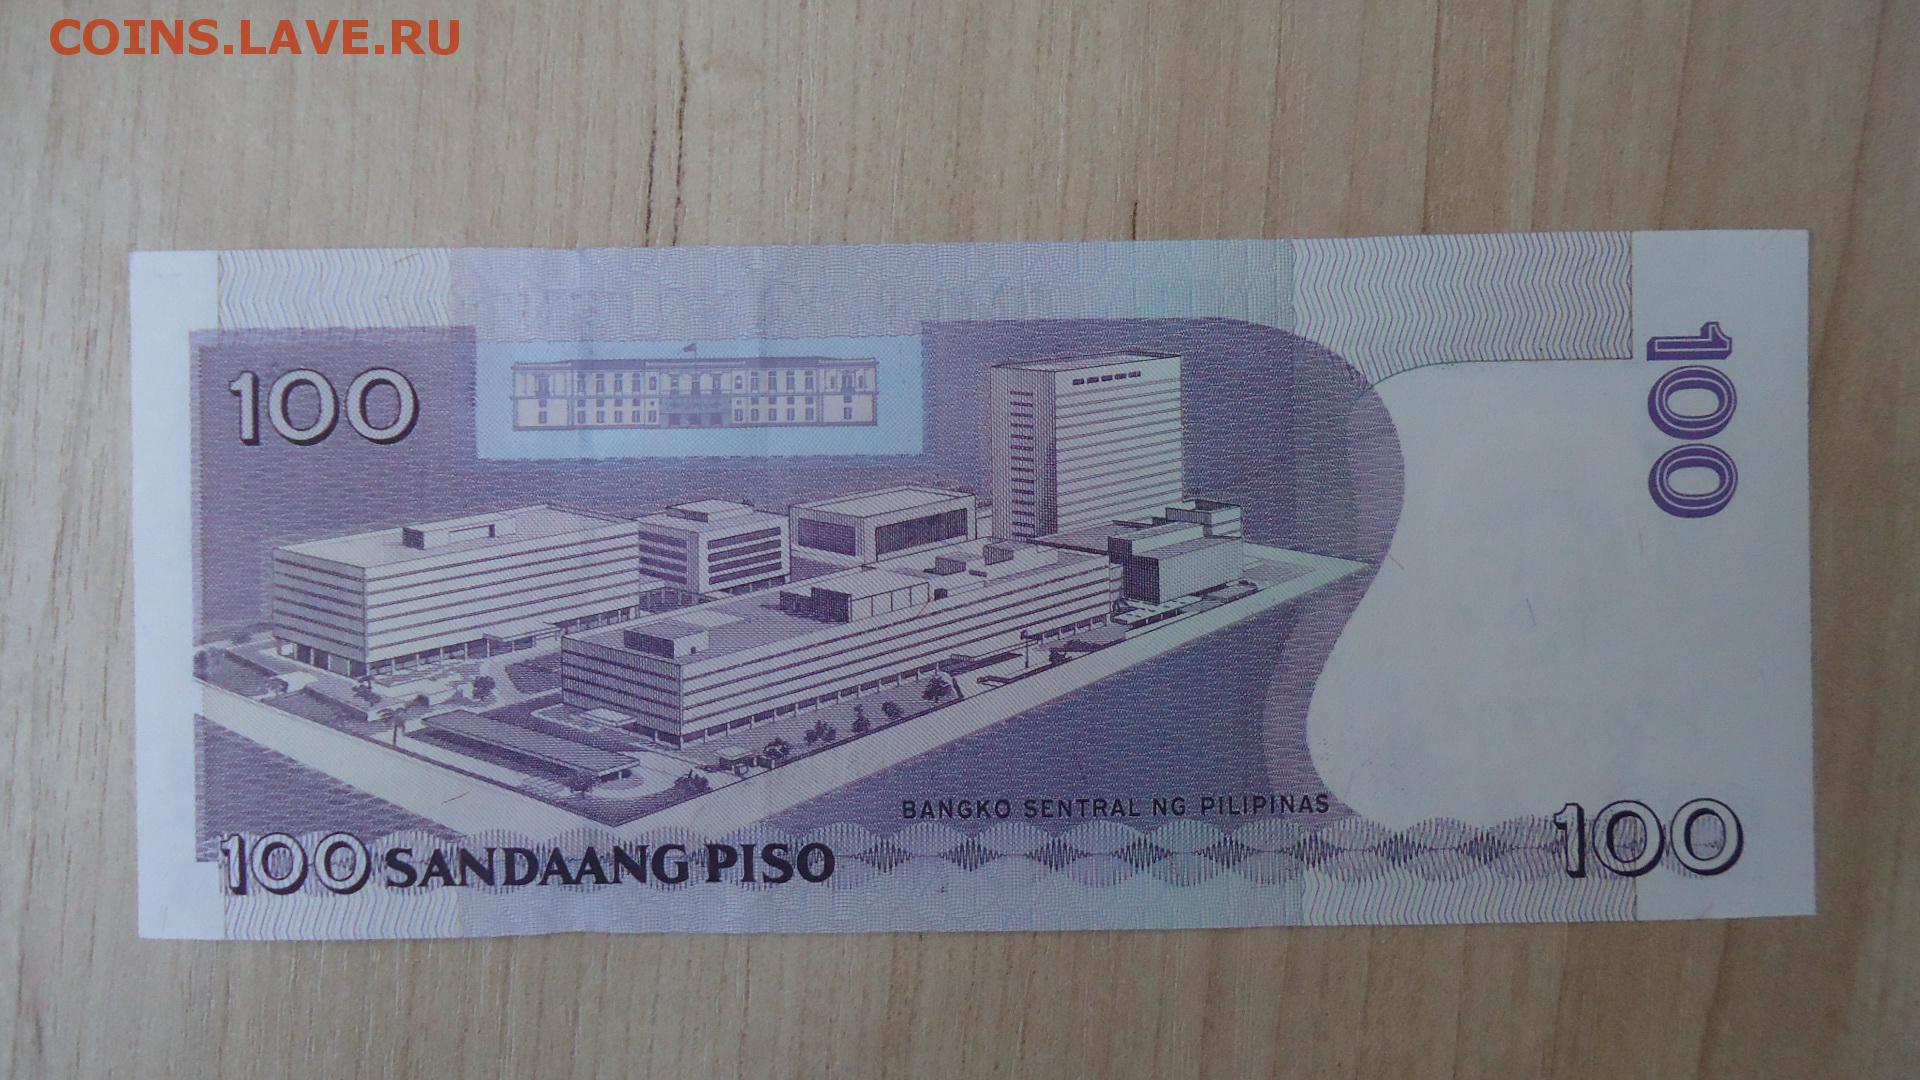 COINS.LAVE.RU
100
100
BANGKO SENTRAL NG PILIPINAS
100 SANDAANG PISO
100